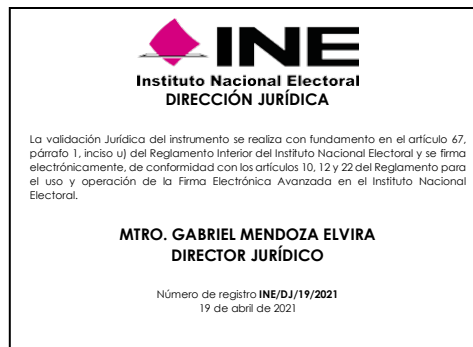 INE
Instituto Nacional Electoral
DIRECCIÓN JURÍDICA
La validación Jurídica del instrumento se realiza con fundamento en el artículo 67,
párrafo 1, inciso u) del Reglamento Interior del Instituto Nacional Electoral y se firma
electrónicamente, de conformidad con los artículos 10, 12 y 22 del Reglamento para
el uso y operación de la Firma Electrónica Avanzada en el Instituto Nacional
Electoral.
MTRO. GABRIEL MENDOZA ELVIRA
DIRECTOR JURÍDICO
Número de registro INE/DJ/19/2021
19 de abril de 2021